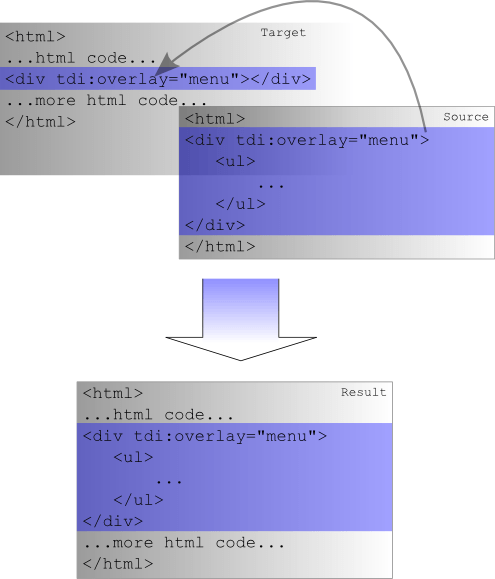 Target
<html>
...html code...
<div tdi:overlay="menu"></div>
...more html code...
</html>
Source
<html>
<div tdi:overlay="menu">
<ul>
...
</ul>
</div>
</html>
Result
<html>
...html code...
<div tdi:overlay="menu">
<ul>
...
</ul>
</div>
...more html code...
</html>